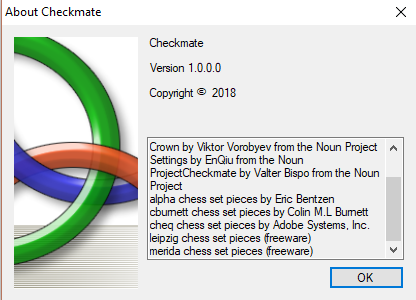 About Checkmate
Checkmate
Version 1.0.0.0
Copyright © 2018
Crown by Viktor Vorobyev from the Noun Project
Settings by EnQiu from the Noun
ProjectCheckmate by Valter Bispo from the Noun
Project
alpha chess set pieces by Eric Bentzen
cburnett chess set pieces by Colin M.L Burnett
cheq chess set pieces by Adobe Systems, Inc.
leipzig chess set pieces (freeware)
merida chess set pieces (freeware)
OK